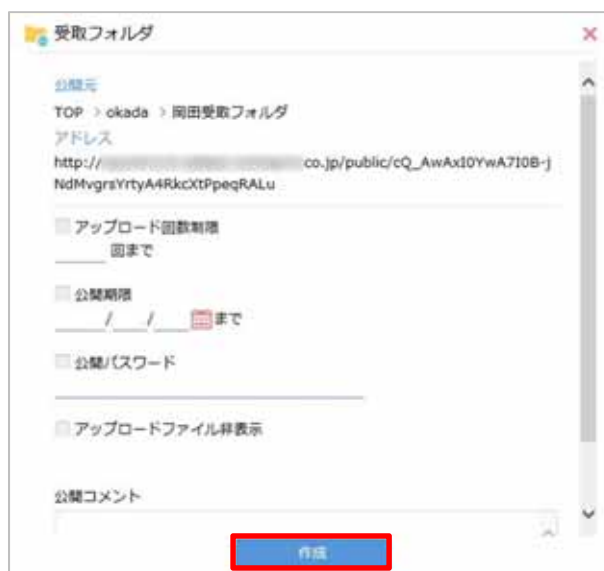 受取フォルダ
公開元
TOP > okada > 岡田受取フォルダ
アドレス
http:// co.jp/public/cQ_AwAxI0YwA7I0B-j
NdMvgrsYrtyA4RkcXtPpeqRALu
アップロード回数制限
回まで
公開期限
/ / まで
公開パスワード
アップロードファイル非表示
公開コメント
作成